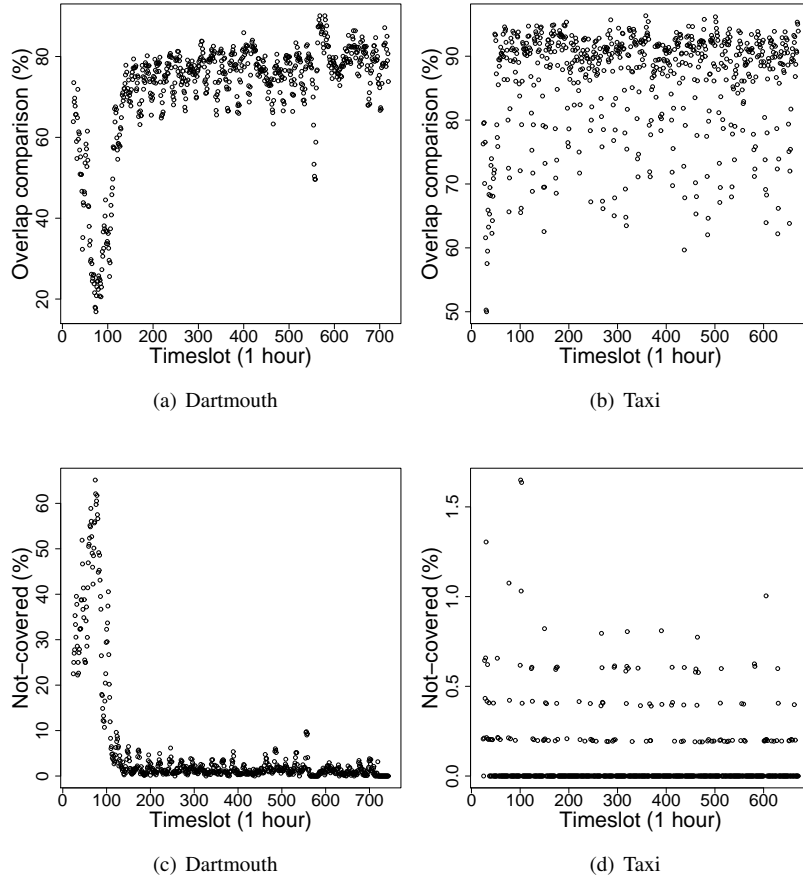 Overlap comparison (%)
20 40 60 80
0 100 200 300 400 500 600 700
Timeslot (1 hour)
(a) Dartmouth
Overlap comparison (%)
50 60 70 80 90
0 100 200 300 400 500 600
Timeslot (1 hour)
(b) Taxi
Not−covered (%)
0 10 20 30 40 50 60
0 100 200 300 400 500 600 700
Timeslot (1 hour)
(c) Dartmouth
Not−covered (%)
0.0 0.5 1.0 1.5
0 100 200 300 400 500 600
Timeslot (1 hour)
(d) Taxi